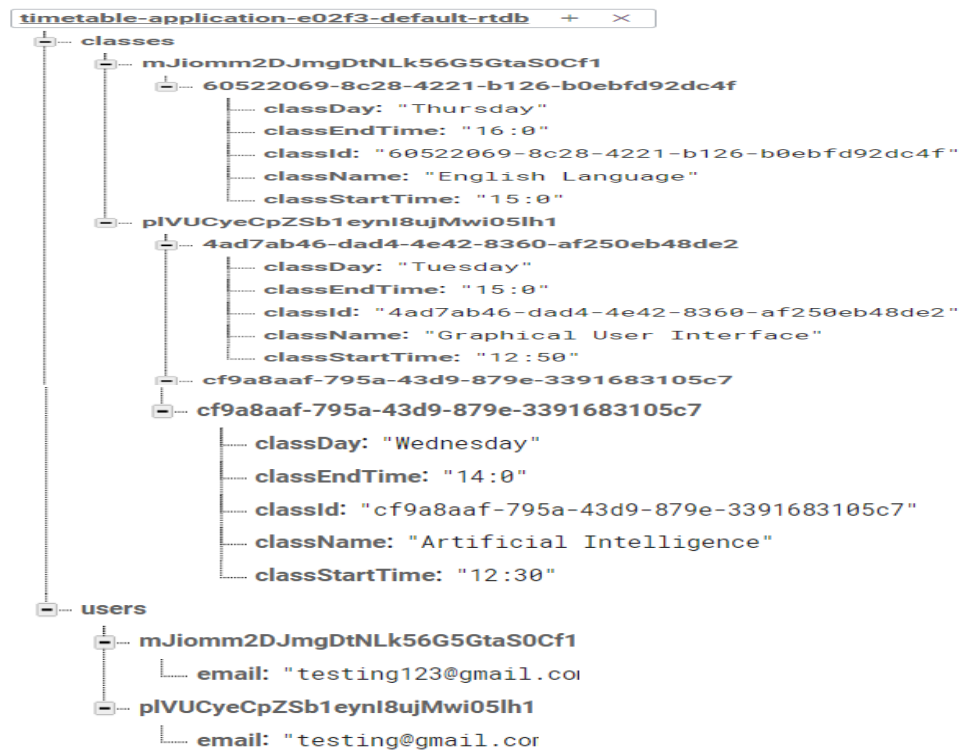 timetable-application-e02f3-default-rtdb + ×
classes
mJiomm2DJmgDtNLk56G5GtaS0Cf1
60522069-8c28-4221-b126-b0ebfd92dc4f
classDay: "Thursday"
classEndTime: "16:0"
classId: "60522069-8c28-4221-b126-b0ebfd92dc4f"
className: "English Language"
classStartTime: "15:0"
plVUCyeCpZSb1eynI8ujMwi05lh1
4ad7ab46-dad4-4e42-8360-af250eb48de2
classDay: "Tuesday"
classEndTime: "15:0"
classId: "4ad7ab46-dad4-4e42-8360-af250eb48de2"
className: "Graphical User Interface"
classStartTime: "12:50"
cf9a8aaf-795a-43d9-879e-3391683105c7
cf9a8aaf-795a-43d9-879e-3391683105c7
classDay: "Wednesday"
classEndTime: "14:0"
classId: "cf9a8aaf-795a-43d9-879e-3391683105c7"
className: "Artificial Intelligence"
classStartTime: "12:30"
users
mJiomm2DJmgDtNLk56G5GtaS0Cf1
email: "testing123@gmail.co
plVUCyeCpZSb1eynI8ujMwi05lh1
email: "testing@gmail.co